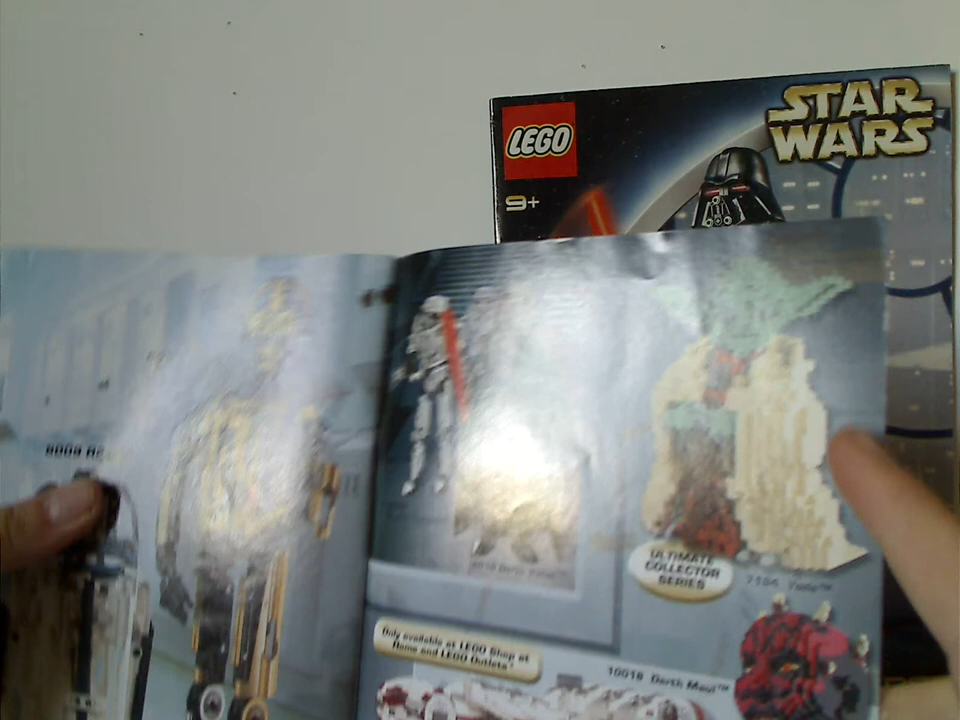 LEGO
STAR
WARS
9+
ULTIMATE
COLLECTOR
SERIES
7194 Yoda™
Only available at LEGO Shop at
Home and LEGO Outlets!
10018 Darth Maul™